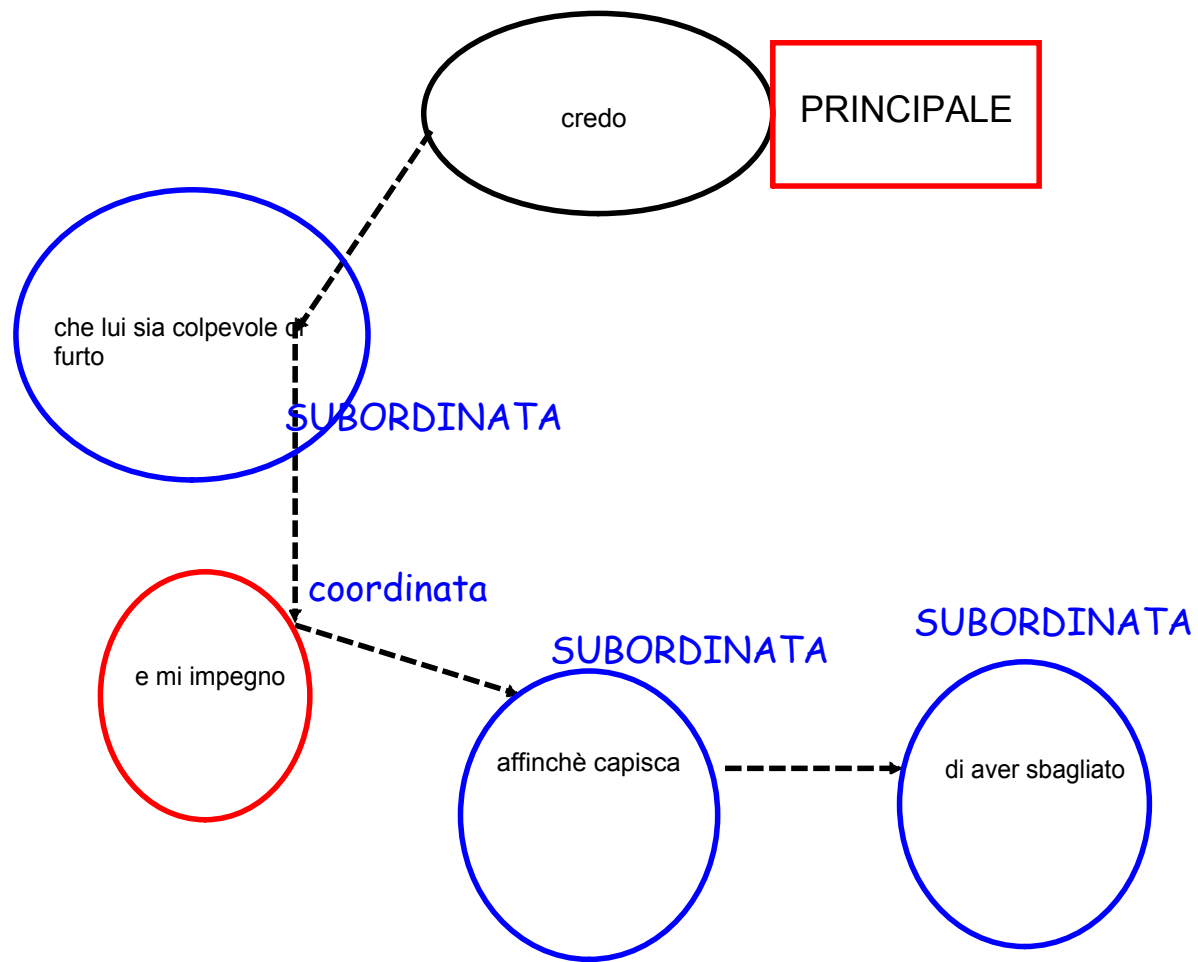 credo
PRINCIPALE
che lui sia colpevole di
furto
SUBORDINATA
coordinata
e mi impegno
SUBORDINATA
affinchè capisca
SUBORDINATA
di aver sbagliato